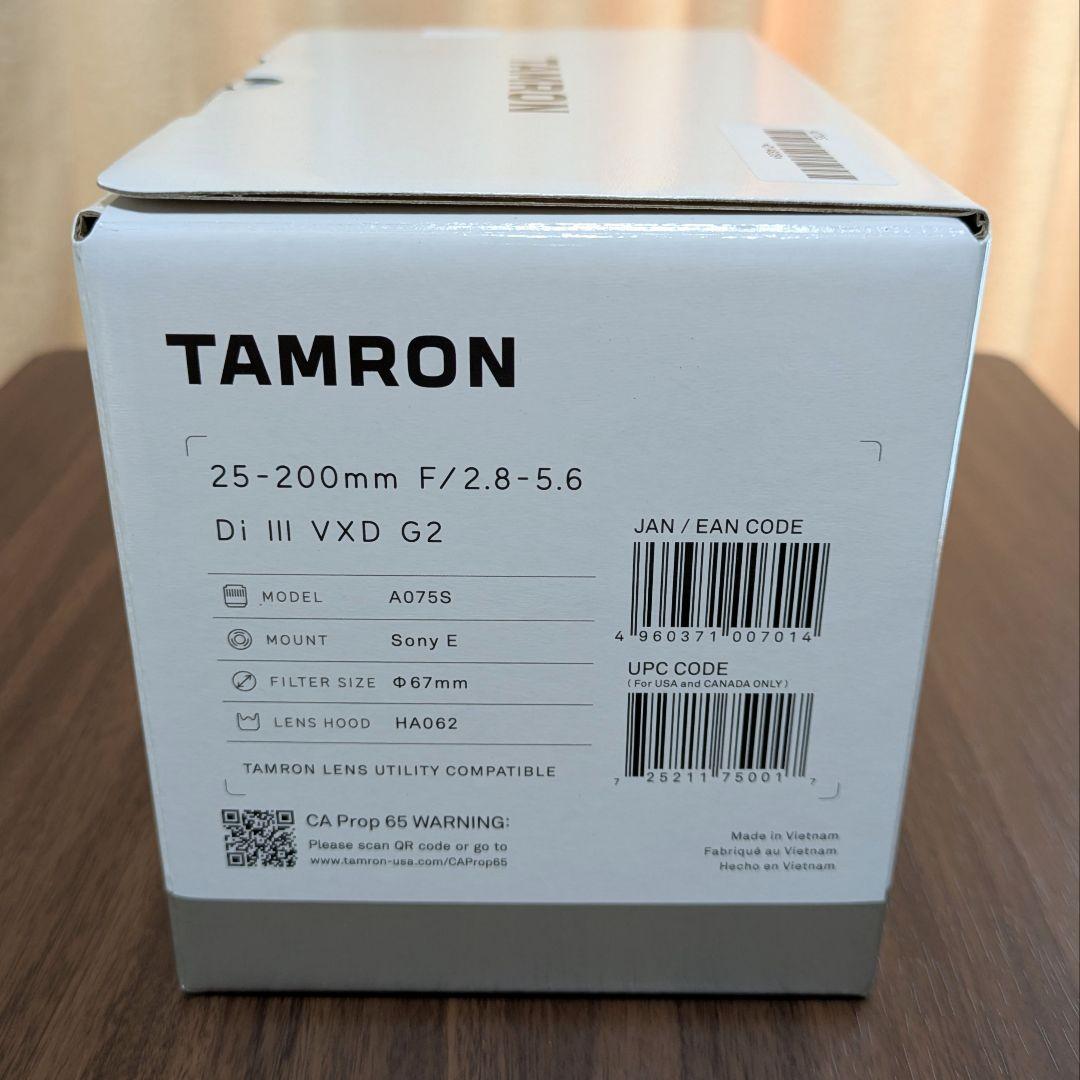 TAMRON
TAMRON
25-200mm F/2.8-5.6
Di III VXD G2
MODEL A075S
MOUNT Sony E
FILTER SIZE Φ67mm
LENS HOOD HA062
TAMRON LENS UTILITY COMPATIBLE
JAN / EAN CODE
4 960371 007014
UPC CODE
(For USA and CANADA ONLY)
7 25211 75001 7
CA Prop 65 WARNING:
Please scan QR code or go to
www.tamron-usa.com/CAProp65
Made in Vietnam
Fabriqué au Vietnam
Hecho en Vietnam